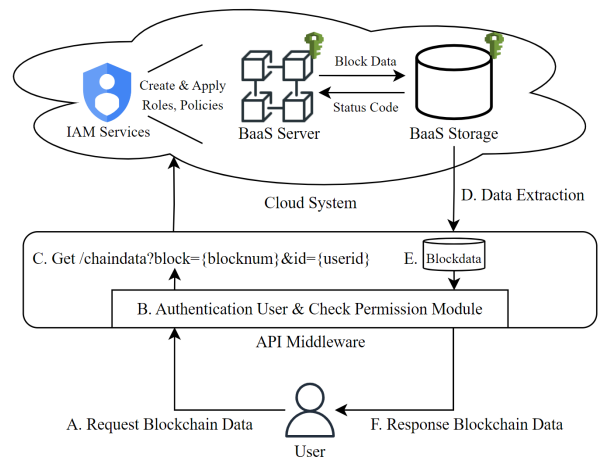 Create & Apply
Roles, Policies
Block Data
Status Code
IAM Services
BaaS Server
BaaS Storage
Cloud System
D. Data Extraction
C. Get /chaindata?block={blocknum}&id={userid}
E.
Blockdata
B. Authentication User & Check Permission Module
API Middleware
A. Request Blockchain Data
F. Response Blockchain Data
User